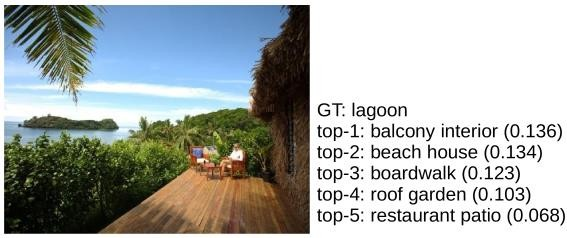 GT: lagoon
top-1: balcony interior (0.136)
top-2: beach house (0.134)
top-3: boardwalk (0.123)
top-4: roof garden (0.103)
top-5: restaurant patio (0.068)